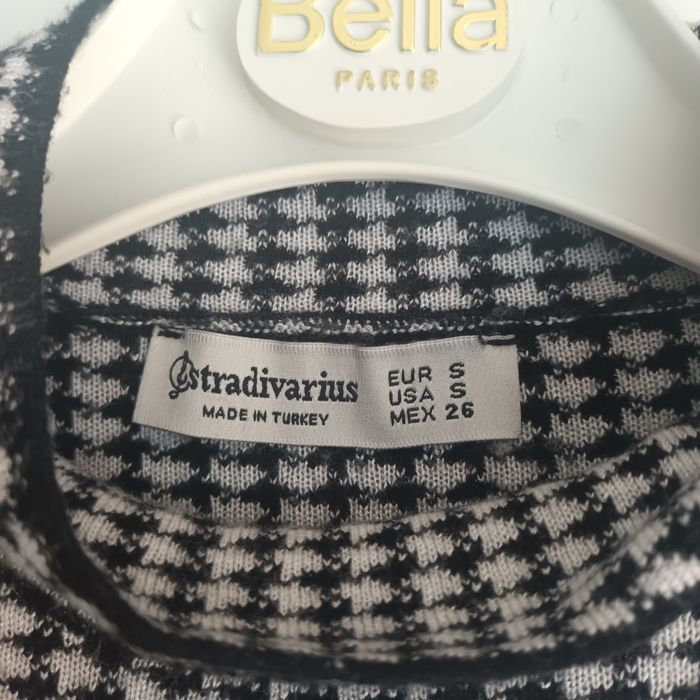 Bella
PARIS
Stradivarius
MADE IN TURKEY
EUR S
USA S
MEX 26